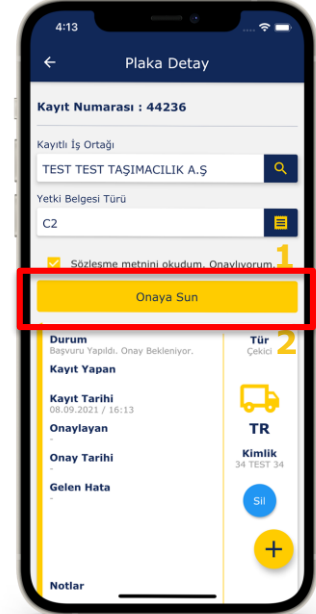 4:13
Plaka Detay
Kayıt Numarası : 44236
Kayıtlı İş Ortağı
TEST TEST TAŞIMACILIK A.Ş
Yetki Belgesi Türü
C2
1
Sözleşme metnini okudum. Onaylıyorum.
Onaya Sun
2
Durum
Başvuru Yapıldı. Onay Bekleniyor.
Kayıt Yapan
Kayıt Tarihi
08.09.2021 / 16:13
Onaylayan
-
Onay Tarihi
-
Gelen Hata
-
Notlar
Tür
Çekici
TR
Kimlik
34 TEST 34
Sil
+